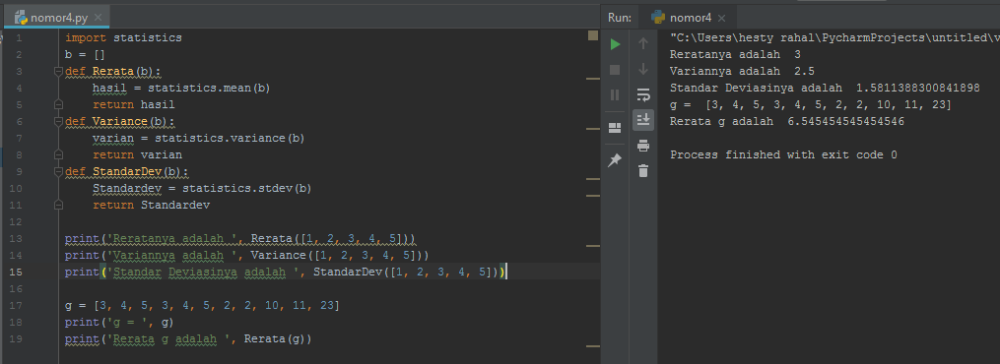 nomor4.py
1 import statistics
2 b = []
3 def Rerata(b):
4 hasil = statistics.mean(b)
5 return hasil
6 def Variance(b):
7 varian = statistics.variance(b)
8 return varian
9 def StandarDev(b):
10 Standardev = statistics.stdev(b)
11 return Standardev
12
13 print('Reratanya adalah ', Rerata([1, 2, 3, 4, 5]))
14 print('Variannya adalah ', Variance([1, 2, 3, 4, 5]))
15 print('Standar Deviasinya adalah ', StandarDev([1, 2, 3, 4, 5]))
16
17 g = [3, 4, 5, 3, 4, 5, 2, 2, 10, 11, 23]
18 print('g = ', g)
19 print('Rerata g adalah ', Rerata(g))
Run: nomor4
"C:\Users\hesty rahal\PycharmProjects\untitled\v
Reratanya adalah  3
Variannya adalah  2.5
Standar Deviasinya adalah  1.5811388300841898
g =  [3, 4, 5, 3, 4, 5, 2, 2, 10, 11, 23]
Rerata g adalah  6.545454545454546
Process finished with exit code 0